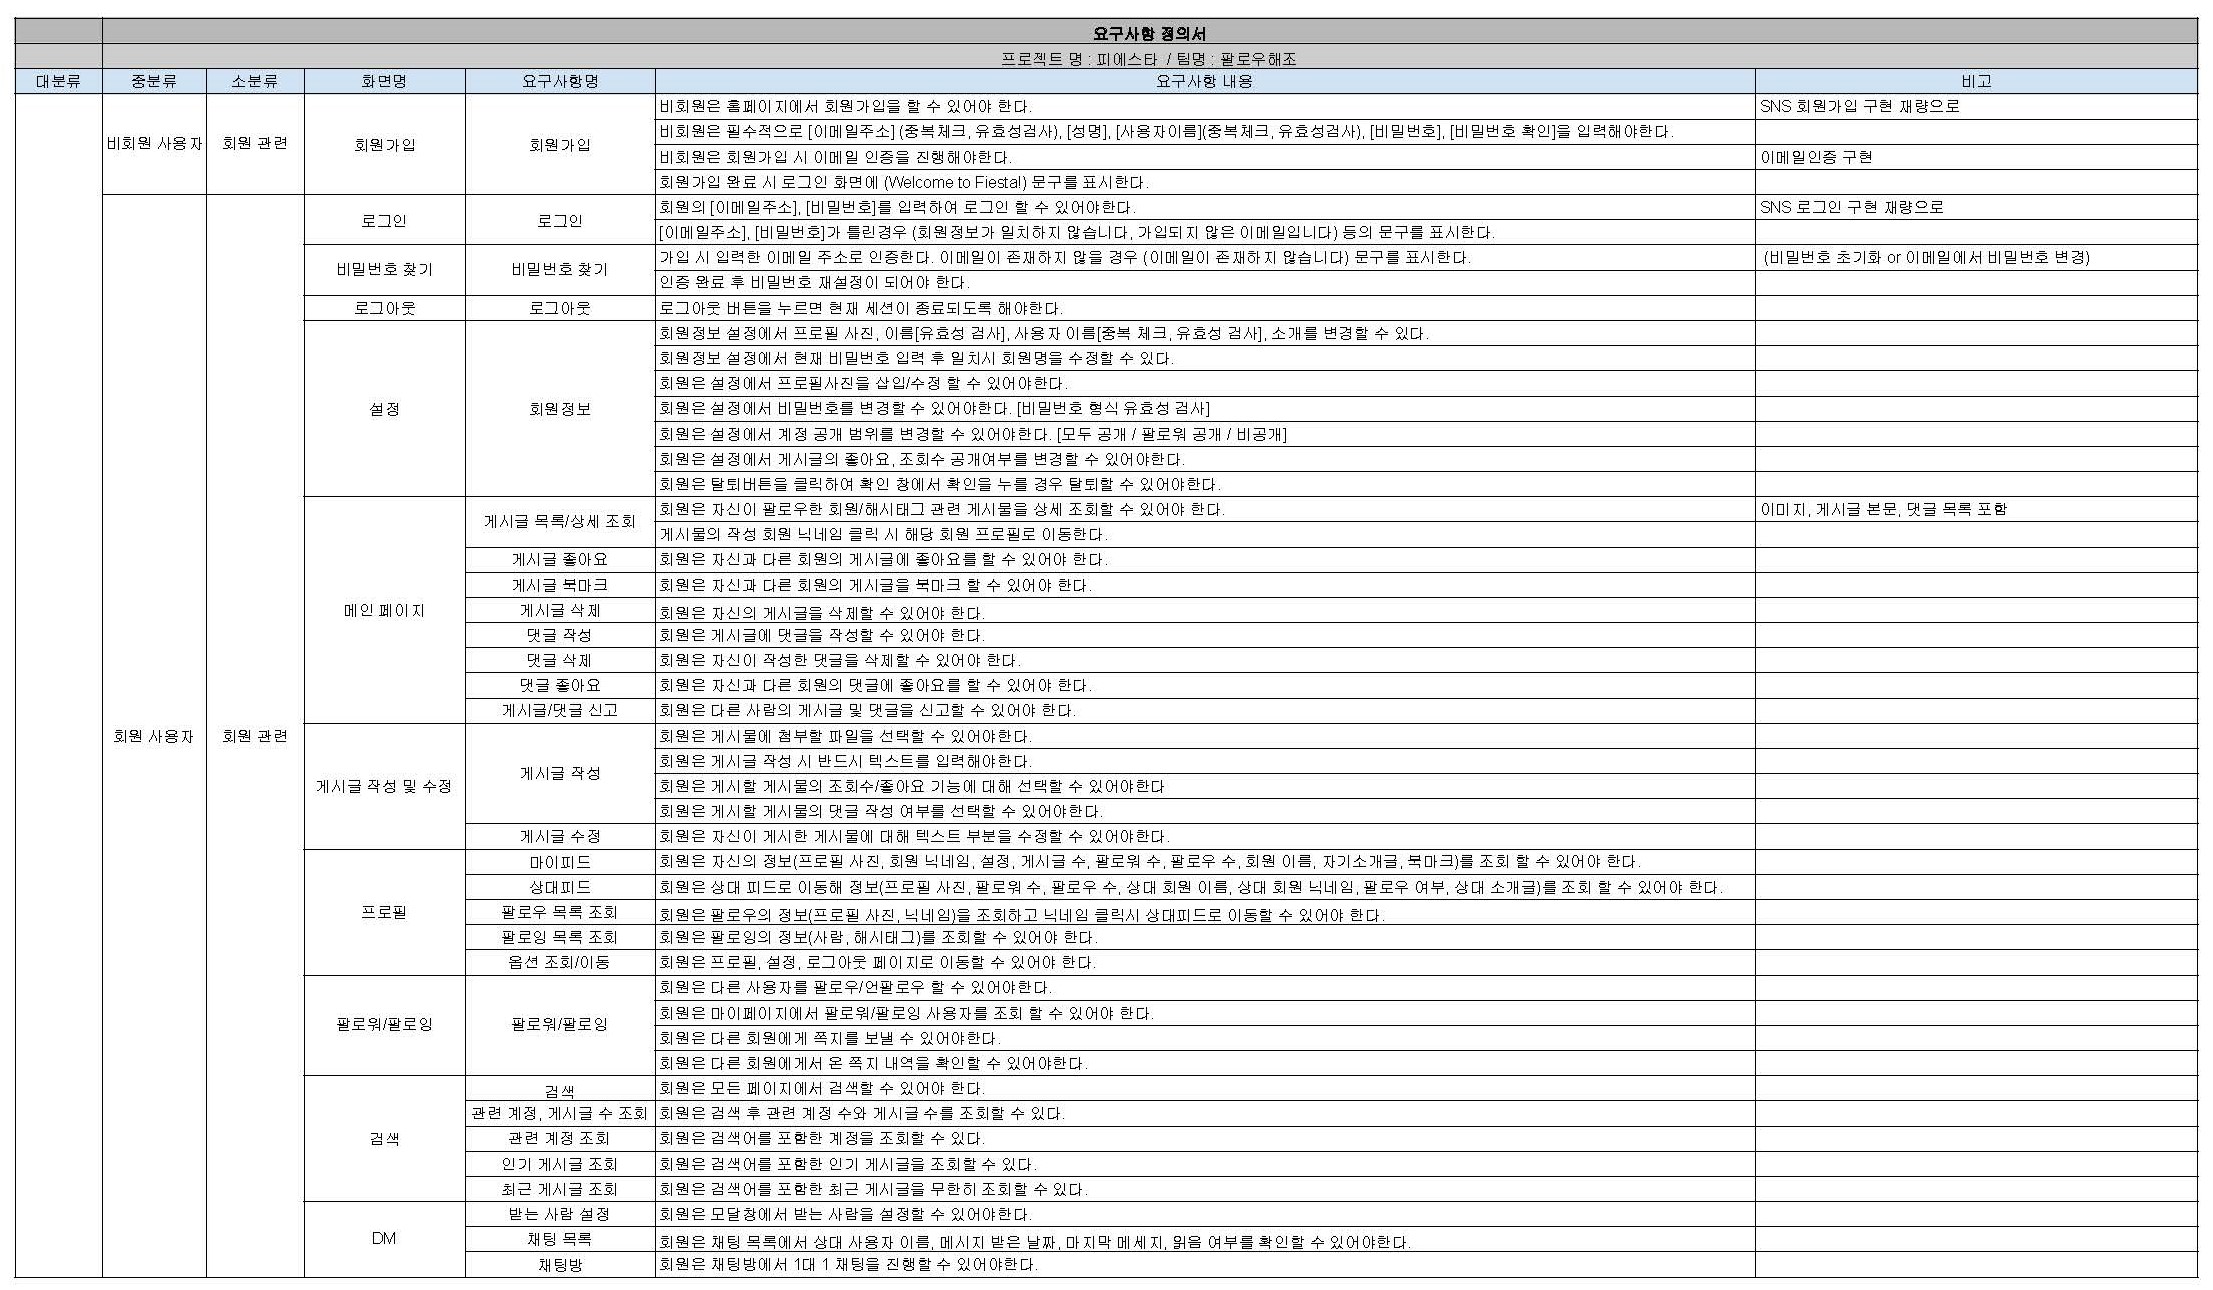 요구사항 정의서
프로젝트 명 : 피에스타 / 팀명 : 팔로우해조
대분류 중분류 소분류 화면명 요구사항명 요구사항 내용 비고
비회원 사용자 회원 관련 회원가입 회원가입
비회원은 홈페이지에서 회원가입을 할 수 있어야 한다. SNS 회원가입 구현 재량으로
비회원은 필수적으로 [이메일주소] (중복체크, 유효성검사), [성명], [사용자이름](중복체크, 유효성검사), [비밀번호], [비밀번호 확인]을 입력해야한다.
비회원은 회원가입 시 이메일 인증을 진행해야한다. 이메일인증 구현
회원가입 완료 시 로그인 화면에 (Welcome to Fiesta!) 문구를 표시한다.
회원 사용자 회원 관련
로그인 로그인
회원의 [이메일주소], [비밀번호]를 입력하여 로그인 할 수 있어야한다. SNS 로그인 구현 재량으로
[이메일주소], [비밀번호]가 틀린경우 (회원정보가 일치하지 않습니다, 가입되지 않은 이메일입니다) 등의 문구를 표시한다.
비밀번호 찾기 비밀번호 찾기
가입 시 입력한 이메일 주소로 인증한다. 이메일이 존재하지 않을 경우 (이메일이 존재하지 않습니다) 문구를 표시한다. (비밀번호 초기화 or 이메일에서 비밀번호 변경)
인증 완료 후 비밀번호 재설정이 되어야 한다.
로그아웃 로그아웃 로그아웃 버튼을 누르면 현재 세션이 종료되도록 해야한다.
설정 회원정보
회원정보 설정에서 프로필 사진, 이름[유효성 검사], 사용자 이름[중복 체크, 유효성 검사], 소개를 변경할 수 있다.
회원정보 설정에서 현재 비밀번호 입력 후 일치시 회원명을 수정할 수 있다.
회원은 설정에서 프로필사진을 삽입/수정 할 수 있어야한다.
회원은 설정에서 비밀번호를 변경할 수 있어야한다. [비밀번호 형식 유효성 검사]
회원은 설정에서 계정 공개 범위를 변경할 수 있어야한다. [모두 공개 / 팔로워 공개 / 비공개]
회원은 설정에서 게시글의 좋아요, 조회수 공개여부를 변경할 수 있어야한다.
회원은 탈퇴버튼을 클릭하여 확인 창에서 확인을 누를 경우 탈퇴할 수 있어야한다.
메인 페이지
게시글 목록/상세 조회
회원은 자신이 팔로우한 회원/해시태그 관련 게시물을 상세 조회할 수 있어야 한다. 이미지, 게시글 본문, 댓글 목록 포함
게시물의 작성 회원 닉네임 클릭 시 해당 회원 프로필로 이동한다.
게시글 좋아요 회원은 자신과 다른 회원의 게시글에 좋아요를 할 수 있어야 한다.
게시글 북마크 회원은 자신과 다른 회원의 게시글을 북마크 할 수 있어야 한다.
게시글 삭제 회원은 자신의 게시글을 삭제할 수 있어야 한다.
댓글 작성 회원은 게시글에 댓글을 작성할 수 있어야 한다.
댓글 삭제 회원은 자신이 작성한 댓글을 삭제할 수 있어야 한다.
댓글 좋아요 회원은 자신과 다른 회원의 댓글에 좋아요를 할 수 있어야 한다.
게시글/댓글 신고 회원은 다른 사람의 게시글 및 댓글을 신고할 수 있어야 한다.
게시글 작성 및 수정
게시글 작성
회원은 게시물에 첨부할 파일을 선택할 수 있어야한다.
회원은 게시글 작성 시 반드시 텍스트를 입력해야한다.
회원은 게시할 게시물의 조회수/좋아요 기능에 대해 선택할 수 있어야한다
회원은 게시할 게시물의 댓글 작성 여부를 선택할 수 있어야한다.
게시글 수정 회원은 자신이 게시한 게시물에 대해 텍스트 부분을 수정할 수 있어야한다.
프로필
마이피드 회원은 자신의 정보(프로필 사진, 회원 닉네임, 설정, 게시글 수, 팔로워 수, 팔로우 수, 회원 이름, 자기소개글, 북마크)를 조회 할 수 있어야 한다.
상대피드 회원은 상대 피드로 이동해 정보(프로필 사진, 팔로워 수, 팔로우 수, 상대 회원 이름, 상대 회원 닉네임, 팔로우 여부, 상대 소개글)를 조회 할 수 있어야 한다.
팔로우 목록 조회 회원은 팔로우의 정보(프로필 사진, 닉네임)을 조회하고 닉네임 클릭시 상대피드로 이동할 수 있어야 한다.
팔로잉 목록 조회 회원은 팔로잉의 정보(사람, 해시태그)를 조회할 수 있어야 한다.
옵션 조회/이동 회원은 프로필, 설정, 로그아웃 페이지로 이동할 수 있어야 한다.
팔로워/팔로잉 팔로워/팔로잉
회원은 다른 사용자를 팔로우/언팔로우 할 수 있어야한다.
회원은 마이페이지에서 팔로워/팔로잉 사용자를 조회 할 수 있어야 한다.
회원은 다른 회원에게 쪽지를 보낼 수 있어야한다.
회원은 다른 회원에게서 온 쪽지 내역을 확인할 수 있어야한다.
검색
검색 회원은 모든 페이지에서 검색할 수 있어야 한다.
관련 계정, 게시글 수 조회 회원은 검색 후 관련 계정 수와 게시글 수를 조회할 수 있다.
관련 계정 조회 회원은 검색어를 포함한 계정을 조회할 수 있다.
인기 게시글 조회 회원은 검색어를 포함한 인기 게시글을 조회할 수 있다.
최근 게시글 조회 회원은 검색어를 포함한 최근 게시글을 무한히 조회할 수 있다.
DM
받는 사람 설정 회원은 모달창에서 받는 사람을 설정할 수 있어야한다.
채팅 목록 회원은 채팅 목록에서 상대 사용자 이름, 메시지 받은 날짜, 마지막 메세지, 읽음 여부를 확인할 수 있어야한다.
채팅방 회원은 채팅방에서 1대 1 채팅을 진행할 수 있어야한다.